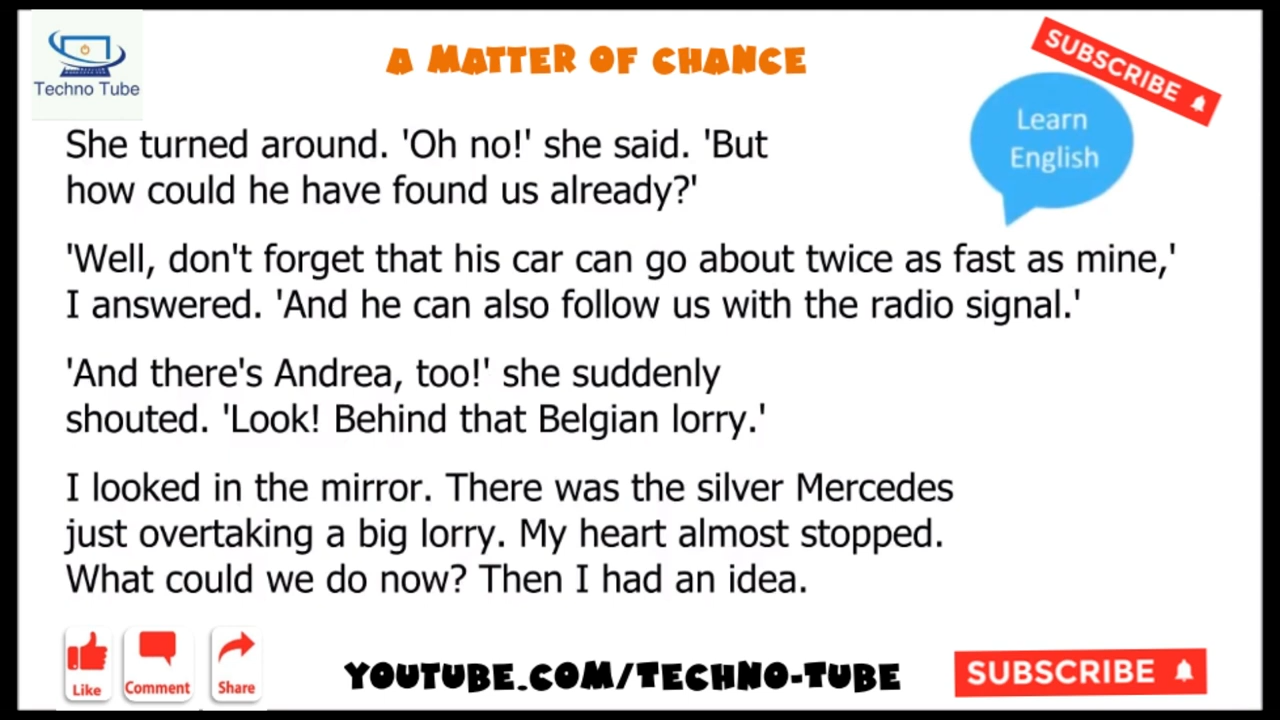 Techno Tube
A MATTER OF CHANCE
SUBSCRIBE
Learn
English
She turned around. 'Oh no!' she said. 'But
how could he have found us already?'
'Well, don't forget that his car can go about twice as fast as mine,'
I answered. 'And he can also follow us with the radio signal.'
'And there's Andrea, too!' she suddenly
shouted. 'Look! Behind that Belgian lorry.'
I looked in the mirror. There was the silver Mercedes
just overtaking a big lorry. My heart almost stopped.
What could we do now? Then I had an idea.
Like
Comment
Share
YOUTUBE.COM/TECHNO-TUBE
SUBSCRIBE